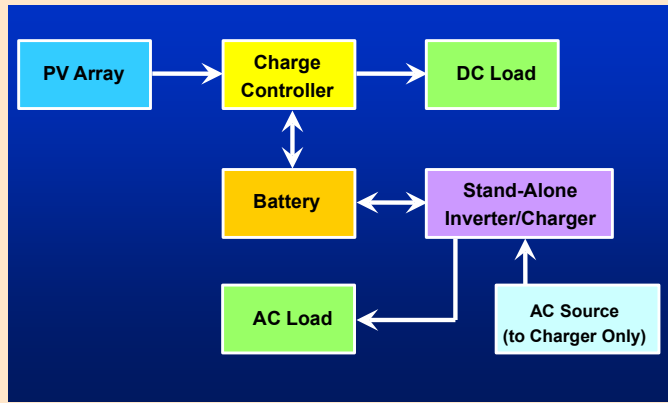 PV Array
Charge
Controller
DC Load
Battery
Stand-Alone
Inverter/Charger
AC Load
AC Source
(to Charger Only)